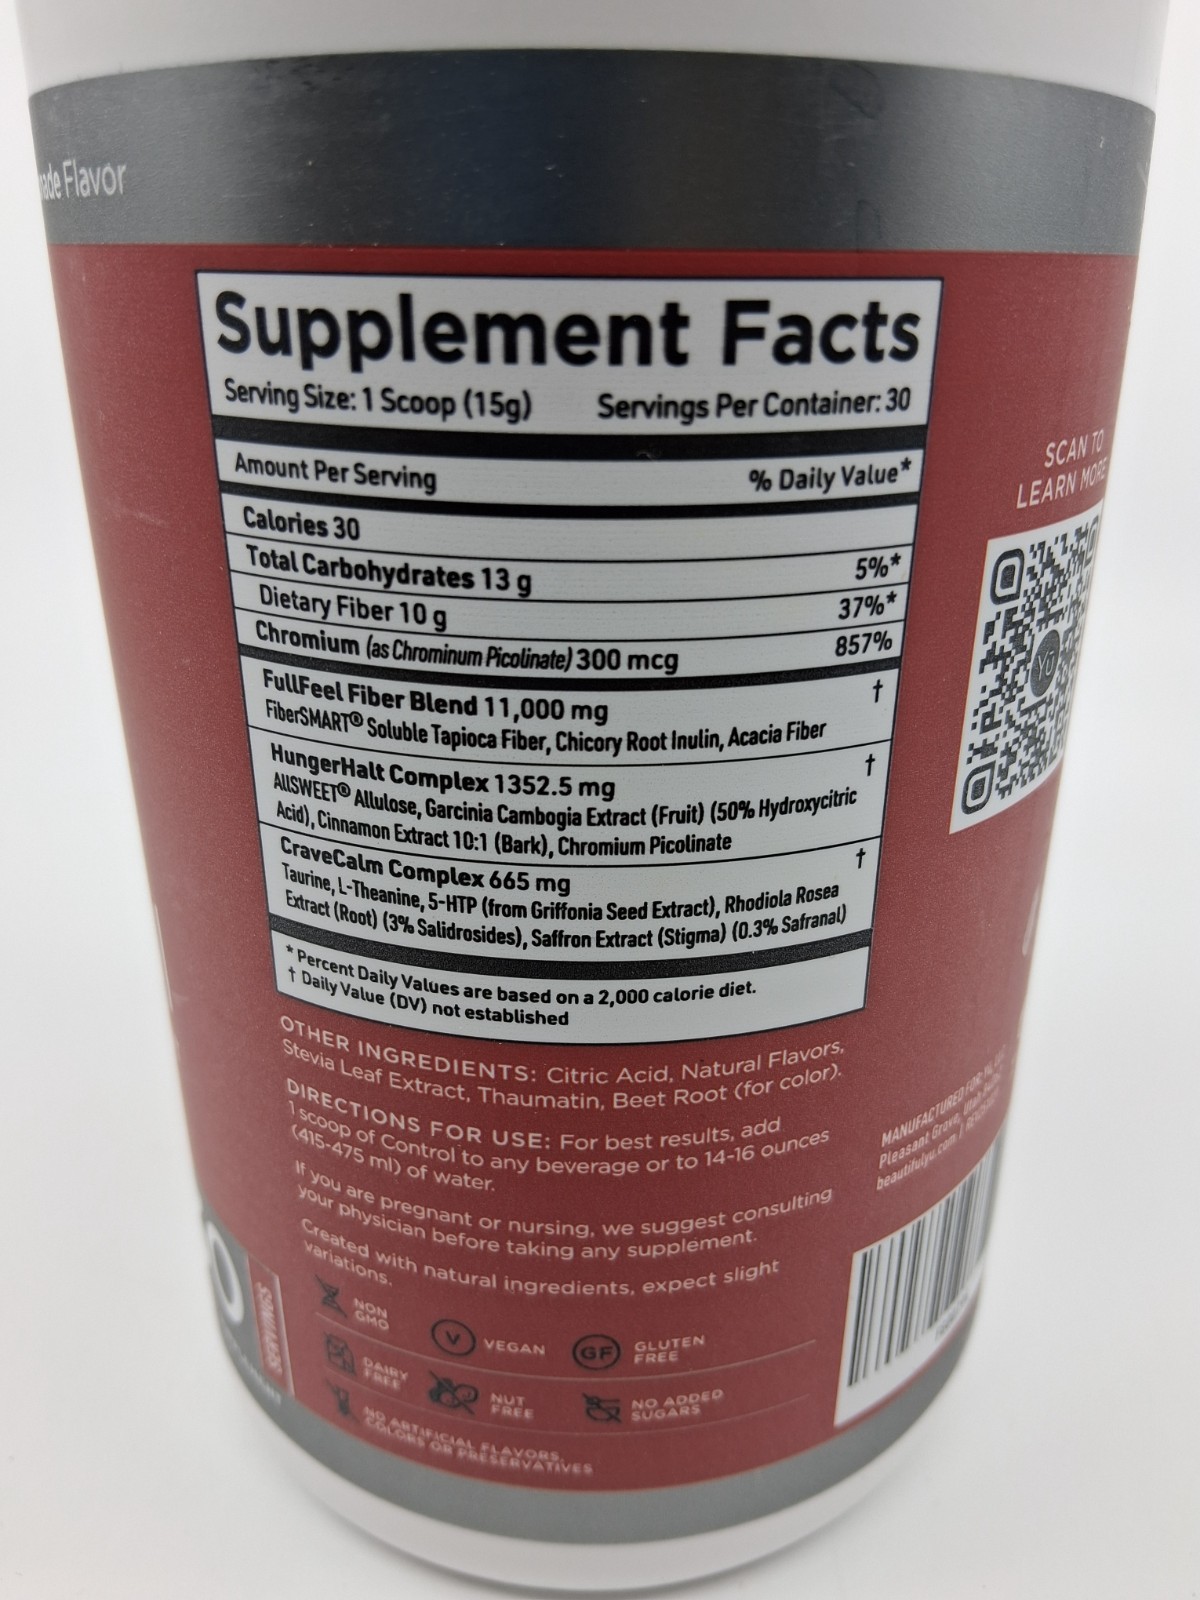 Flavor
Supplement Facts
Serving Size: 1 Scoop (15g) Servings Per Container: 30
Amount Per Serving % Daily Value*
Calories 30
Total Carbohydrates 13 g 5%*
Dietary Fiber 10 g 37%*
Chromium (as Chrominum Picolinate) 300 mcg 857%
FullFeel Fiber Blend 11,000 mg †
FiberSMART® Soluble Tapioca Fiber, Chicory Root Inulin, Acacia Fiber
HungerHalt Complex 1352.5 mg †
AllSWEET® Allulose, Garcinia Cambogia Extract (Fruit) (50% Hydroxycitric
Acid), Cinnamon Extract 10:1 (Bark), Chromium Picolinate
CraveCalm Complex 665 mg †
Taurine, L-Theanine, 5-HTP (from Griffonia Seed Extract), Rhodiola Rosea
Extract (Root) (3% Salidrosides), Saffron Extract (Stigma) (0.3% Safranal)
* Percent Daily Values are based on a 2,000 calorie diet.
† Daily Value (DV) not established
OTHER INGREDIENTS: Citric Acid, Natural Flavors,
Stevia Leaf Extract, Thaumatin, Beet Root (for color).
DIRECTIONS FOR USE: For best results, add
1 scoop of Control to any beverage or to 14-16 ounces
(415-475 ml) of water.
If you are pregnant or nursing, we suggest consulting
your physician before taking any supplement.
Created with natural ingredients, expect slight
variations.
NON
GMO
VEGAN
GF
GLUTEN
FREE
DAIRY
FREE
NUT
FREE
NO ADDED
SUGARS
NO ARTIFICIAL FLAVORS,
COLORS OR PRESERVATIVES
SCAN TO
LEARN MORE
MANUFACTURED FOR:
Pleasant Grove, Utah
beautifulyu.com